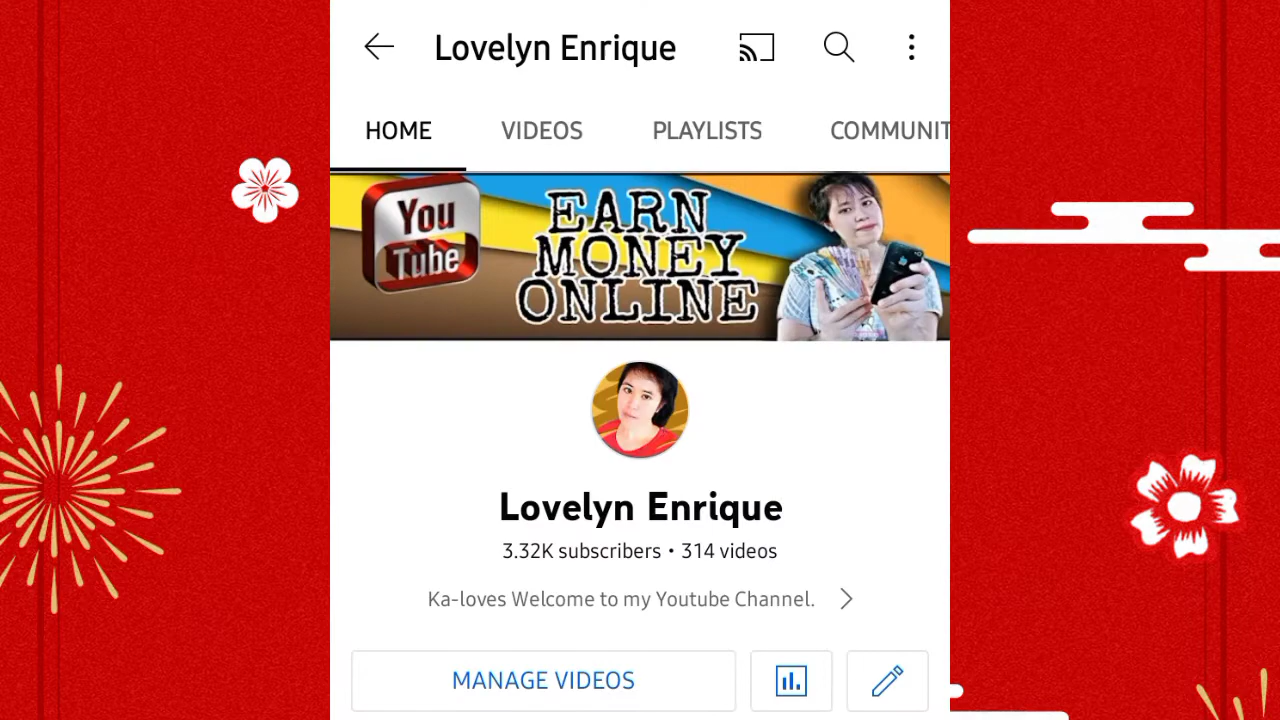 Lovelyn Enrique
HOME VIDEOS PLAYLISTS COMMUNIT
You
Tube
EARN
MONEY
ONLINE
Lovelyn Enrique
3.32K subscribers • 314 videos
Ka-loves Welcome to my Youtube Channel.
MANAGE VIDEOS